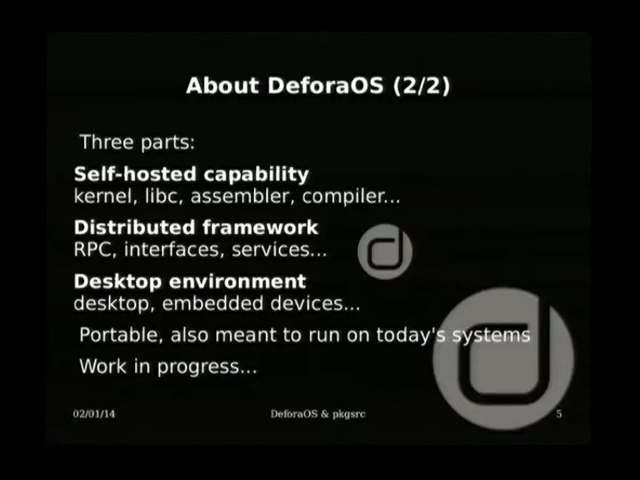 About DeforaOS (2/2)
Three parts:
Self-hosted capability
kernel, libc, assembler, compiler...
Distributed framework
RPC, interfaces, services...
Desktop environment
desktop, embedded devices...
Portable, also meant to run on today's systems
Work in progress...
02/01/14
DeforaOS & pkgsrc
5